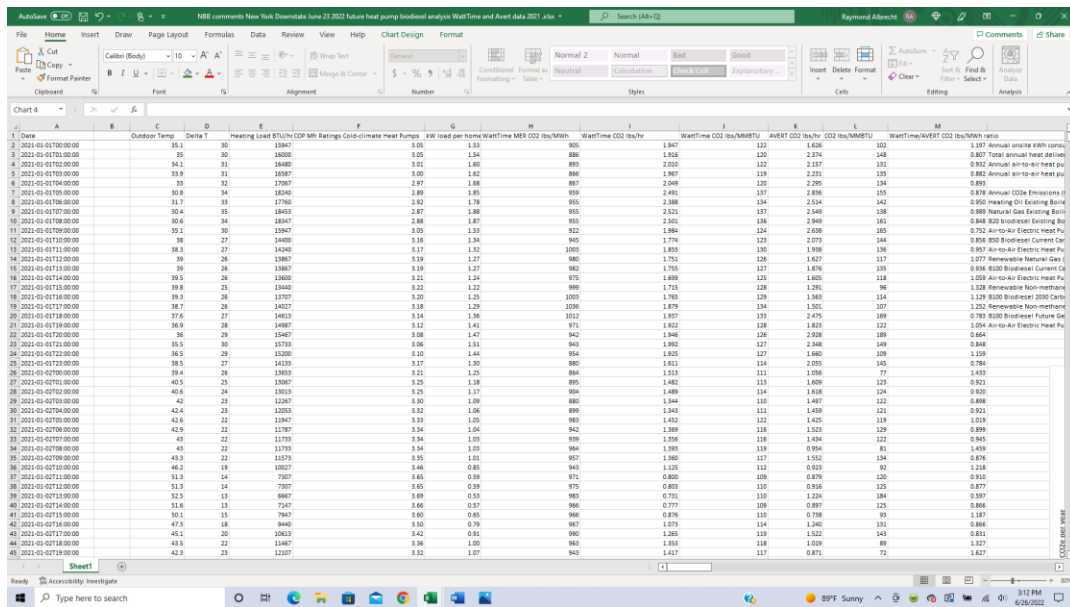 AutoSave Off NBB comments New York Downstate June 23 2022 future heat pump biodiesel analysis WattTime and Avert data 2021 .xlsx Search (Alt+Q) Raymond Albrecht RA
File Home Insert Draw Page Layout Formulas Data Review View Help Chart Design Format Comments Share
Paste Cut Copy Format Painter Calibri (Body) 10 Wrap Text Merge & Center General Conditional Formatting Format as Table Normal 2 Normal Bad Good Neutral Calculation Check Cell Explanatory ... Insert Delete Format AutoSum Fill Clear Sort & Filter Find & Select Analyze Data
Clipboard Font Alignment Number Styles Cells Editing Analysis
Chart 4 fx
A B C D E F G H I J K L M
1 Date Outdoor Temp Delta T Heating Load BTU/hr COP Mfr Ratings Cold-climate Heat Pumps kW load per home WattTime MER CO2 lbs/MWh WattTime CO2 lbs/hr WattTime CO2 lbs/MMBTU AVERT CO2 lbs/hr CO2 lbs/MMBTU WattTime/AVERT CO2 lbs/MWh ratio
2 2021-01-01T00:00:00 35.1 30 15947 3.05 1.53 905 1.947 122 1.626 102 1.197 Annual onsite kWh consu
3 2021-01-01T01:00:00 35 30 16000 3.05 1.54 886 1.916 120 2.374 148 0.807 Total annual heat deliver
4 2021-01-01T02:00:00 34.1 31 16480 3.01 1.60 893 2.010 122 2.157 131 0.932 Annual air-to-air heat pu
5 2021-01-01T03:00:00 33.9 31 16587 3.00 1.62 866 1.967 119 2.231 135 0.882 Annual air-to-air heat pu
6 2021-01-01T04:00:00 33 32 17067 2.97 1.68 867 2.049 120 2.295 134 0.893
7 2021-01-01T05:00:00 30.8 34 18240 2.89 1.85 959 2.491 137 2.836 155 0.878 Annual CO2e Emissions (
8 2021-01-01T06:00:00 31.7 33 17760 2.92 1.78 955 2.388 134 2.514 142 0.950 Heating Oil Existing Boile
9 2021-01-01T07:00:00 30.4 35 18453 2.87 1.88 955 2.521 137 2.549 138 0.989 Natural Gas Existing Boile
10 2021-01-01T08:00:00 30.6 34 18347 2.88 1.87 955 2.501 136 2.949 161 0.848 B20 biodiesel Existing Bo
11 2021-01-01T09:00:00 35.1 30 15947 3.05 1.53 922 1.984 124 2.638 165 0.752 Air-to-Air Electric Heat Pu
12 2021-01-01T10:00:00 38 27 14400 3.16 1.34 945 1.774 123 2.073 144 0.856 B50 Biodiesel Current Car
13 2021-01-01T11:00:00 38.3 27 14240 3.17 1.32 1003 1.855 130 1.938 136 0.957 Air-to-Air Electric Heat Pu
14 2021-01-01T12:00:00 39 26 13867 3.19 1.27 980 1.751 126 1.627 117 1.077 Renewable Natural Gas (
15 2021-01-01T13:00:00 39 26 13867 3.19 1.27 982 1.755 127 1.876 135 0.936 B100 Biodiesel Current Ca
16 2021-01-01T14:00:00 39.5 26 13600 3.21 1.24 975 1.699 125 1.605 118 1.059 Air-to-Air Electric Heat Pu
17 2021-01-01T15:00:00 39.8 25 13440 3.22 1.22 999 1.715 128 1.291 96 1.328 Renewable Non-methane
18 2021-01-01T16:00:00 39.3 26 13707 3.20 1.25 1003 1.765 129 1.563 114 1.129 B100 Biodiesel 2030 Carb
19 2021-01-01T17:00:00 38.7 26 14027 3.18 1.29 1036 1.879 134 1.501 107 1.252 Renewable Non-methane
20 2021-01-01T18:00:00 37.6 27 14613 3.14 1.36 1012 1.937 133 2.475 169 0.783 B100 Biodiesel Future Ge
21 2021-01-01T19:00:00 36.9 28 14987 3.12 1.41 971 1.922 128 1.823 122 1.054 Air-to-Air Electric Heat Pu
22 2021-01-01T20:00:00 36 29 15467 3.08 1.47 942 1.946 126 2.928 189 0.664
23 2021-01-01T21:00:00 35.5 30 15733 3.06 1.51 943 1.992 127 2.348 149 0.848
24 2021-01-01T22:00:00 36.5 29 15200 3.10 1.44 954 1.925 127 1.660 109 1.159
25 2021-01-01T23:00:00 38.5 27 14133 3.17 1.30 880 1.611 114 2.055 145 0.784
26 2021-01-02T00:00:00 39.4 26 13653 3.21 1.25 864 1.513 111 1.056 77 1.433
27 2021-01-02T01:00:00 40.5 25 13067 3.25 1.18 895 1.482 113 1.609 123 0.921
28 2021-01-02T02:00:00 40.6 24 13013 3.25 1.17 904 1.489 114 1.618 124 0.920
29 2021-01-02T03:00:00 42 23 12267 3.30 1.09 880 1.344 110 1.497 122 0.898
30 2021-01-02T04:00:00 42.4 23 12053 3.32 1.06 899 1.343 111 1.459 121 0.921
31 2021-01-02T05:00:00 42.6 22 11947 3.33 1.05 983 1.452 122 1.425 119 1.019
32 2021-01-02T06:00:00 42.9 22 11787 3.34 1.04 942 1.369 116 1.523 129 0.899
33 2021-01-02T07:00:00 43 22 11733 3.34 1.03 939 1.356 116 1.434 122 0.945
34 2021-01-02T08:00:00 43 22 11733 3.34 1.03 964 1.393 119 0.954 81 1.459
35 2021-01-02T09:00:00 43.3 22 11573 3.35 1.01 957 1.360 117 1.552 134 0.876
36 2021-01-02T10:00:00 46.2 19 10027 3.46 0.85 943 1.125 112 0.923 92 1.218
37 2021-01-02T11:00:00 51.3 14 7307 3.65 0.59 971 0.800 109 0.879 120 0.910
38 2021-01-02T12:00:00 51.3 14 7307 3.65 0.59 975 0.803 110 0.916 125 0.877
39 2021-01-02T13:00:00 52.5 13 6667 3.69 0.53 983 0.731 110 1.224 184 0.597
40 2021-01-02T14:00:00 51.6 13 7147 3.66 0.57 966 0.777 109 0.897 125 0.866
41 2021-01-02T15:00:00 50.1 15 7947 3.60 0.65 966 0.876 110 0.738 93 1.187
42 2021-01-02T16:00:00 47.3 18 9440 3.50 0.79 967 1.073 114 1.240 131 0.866
43 2021-01-02T17:00:00 45.1 20 10613 3.42 0.91 990 1.265 119 1.522 143 0.831
44 2021-01-02T18:00:00 43.5 22 11467 3.36 1.00 963 1.353 118 1.019 89 1.327
45 2021-01-02T19:00:00 42.3 23 12107 3.32 1.07 943 1.417 117 0.871 72 1.627
CO2e per year
Sheet1
Ready Accessibility: Investigate
Type here to search 89°F Sunny 3:12 PM
6/26/2022